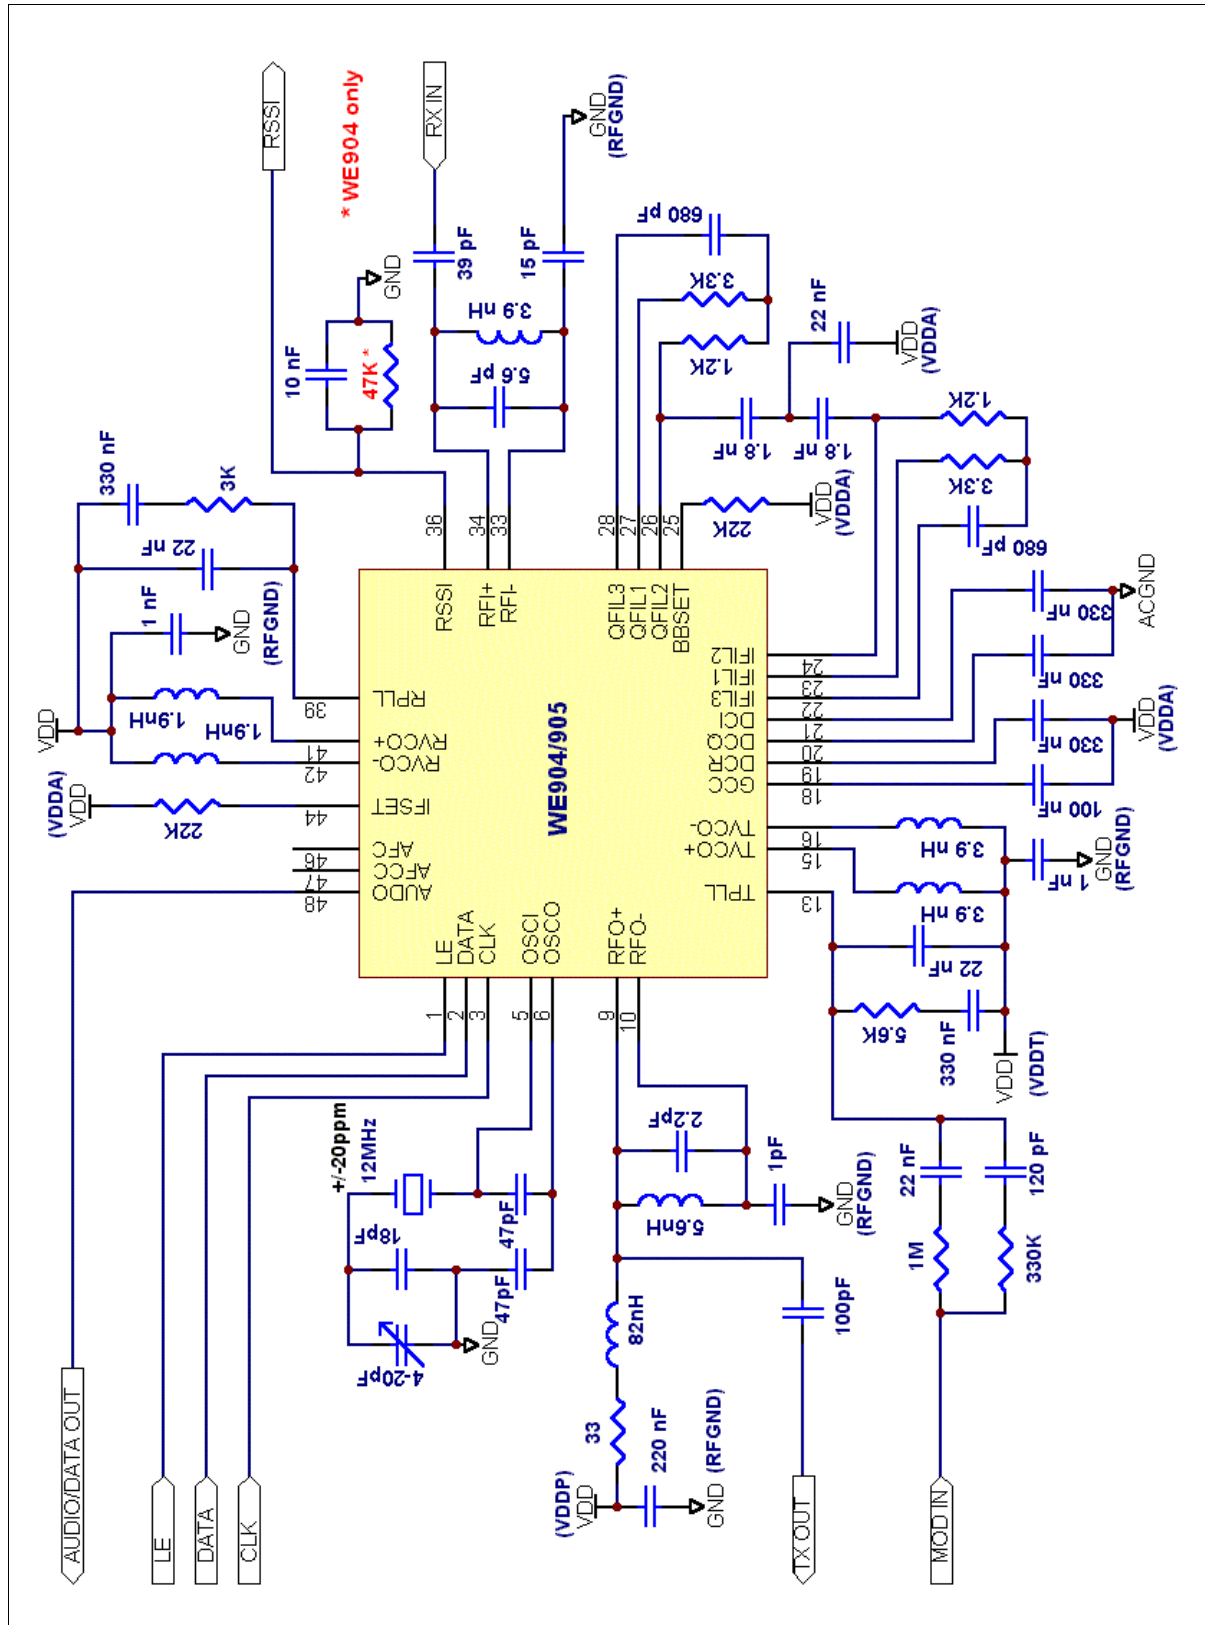 RSSI
* WE904 only
RX IN
GND
(RFGND)
10 nF
47K *
GND
39 pF
15 pF
3.9 nH
5.6 pF
680 pF
3.3K
1.2K
22 nF
VDD
(VDDA)
1.8 nF
1.8 nF
1.2K
3.3K
680 pF
22K
VDD
(VDDA)
330 nF
3K
22 nF
1 nF
GND
(RFGND)
1.9nH
1.9nH
VDD
(VDDA)
VDD
22K
36
34
33
28
27
26
25
RSSI
RFI+
RFI-
QFIL3
QFIL1
QFIL2
BBSET
39
RPLL
41
RVCO+
42
RVCO-
44
IFSET
46
AFC
47
AFCC
48
AUDO
WE904/905
IFIL2
24
IFIL1
23
IFIL3
22
DCI
21
DCQ
20
DCR
19
GCC
18
TVCO-
16
TVCO+
15
TPLL
13
330 nF
ACGND
330 nF
330 nF
VDD
(VDDA)
100 nF
3.9 nH
3.9 nH
1 nF
GND
(RFGND)
22 nF
5.6K
330 nF
VDD
(VDDT)
LE
DATA
CLK
OSCI
OSCO
RFO+
RFO-
1
2
3
5
6
9
10
+/-20ppm
12MHz
18pF
47pF
47pF
4-20pF
GND
2.2pF
5.6nH
1pF
GND
(RFGND)
82nH
33
220 nF
(VDDP)
VDD
GND
(RFGND)
100pF
22 nF
120 pF
1M
330K
AUDIO/DATA OUT
LE
DATA
CLK
TX OUT
MOD IN